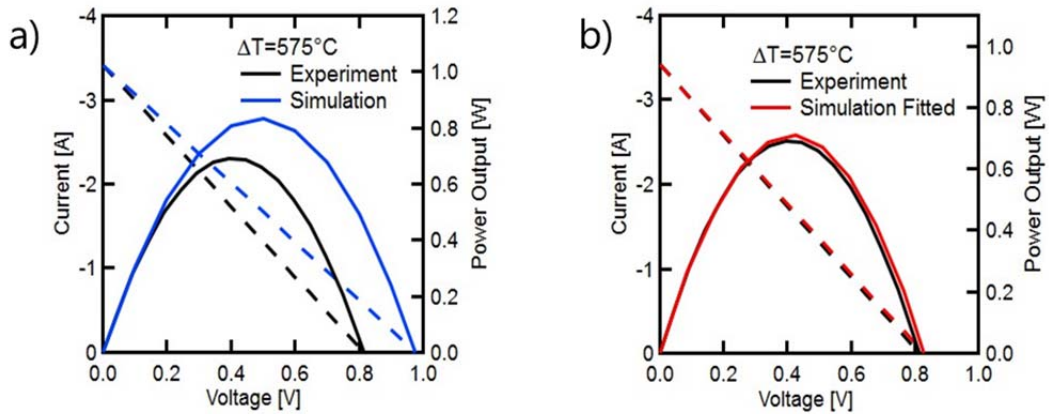 a)
ΔT=575°C
Experiment
Simulation
Current [A]
-4
-3
-2
-1
0
Power Output [W]
1.2
1.0
0.8
0.6
0.4
0.2
0.0
0.0 0.2 0.4 0.6 0.8 1.0
Voltage [V]
b)
ΔT=575°C
Experiment
Simulation Fitted
Current [A]
-4
-3
-2
-1
0
Power Output [W]
1.0
0.8
0.6
0.4
0.2
0.0
0.0 0.2 0.4 0.6 0.8 1.0
Voltage [V]